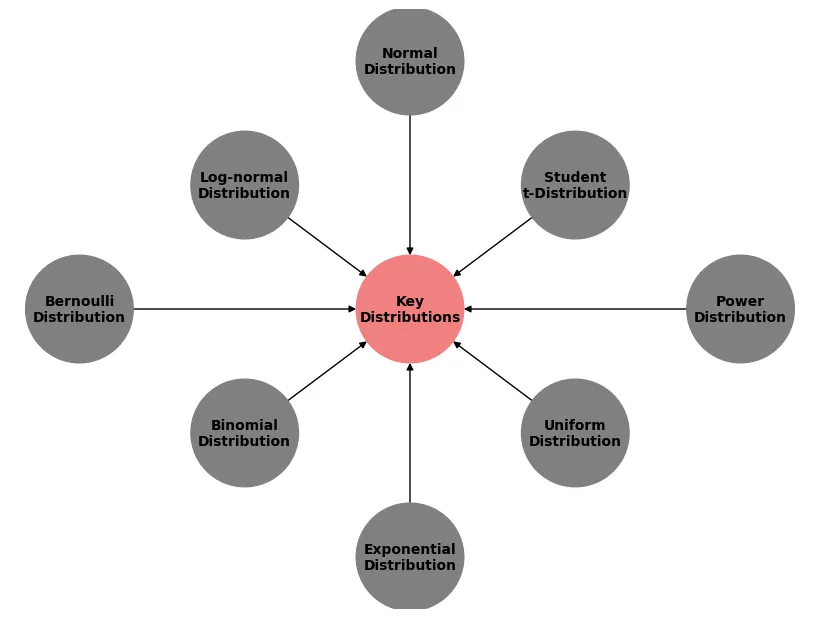 Normal
Distribution
Log-normal
Distribution
Student
t-Distribution
Bernoulli
Distribution
Key
Distributions
Power
Distribution
Binomial
Distribution
Uniform
Distribution
Exponential
Distribution